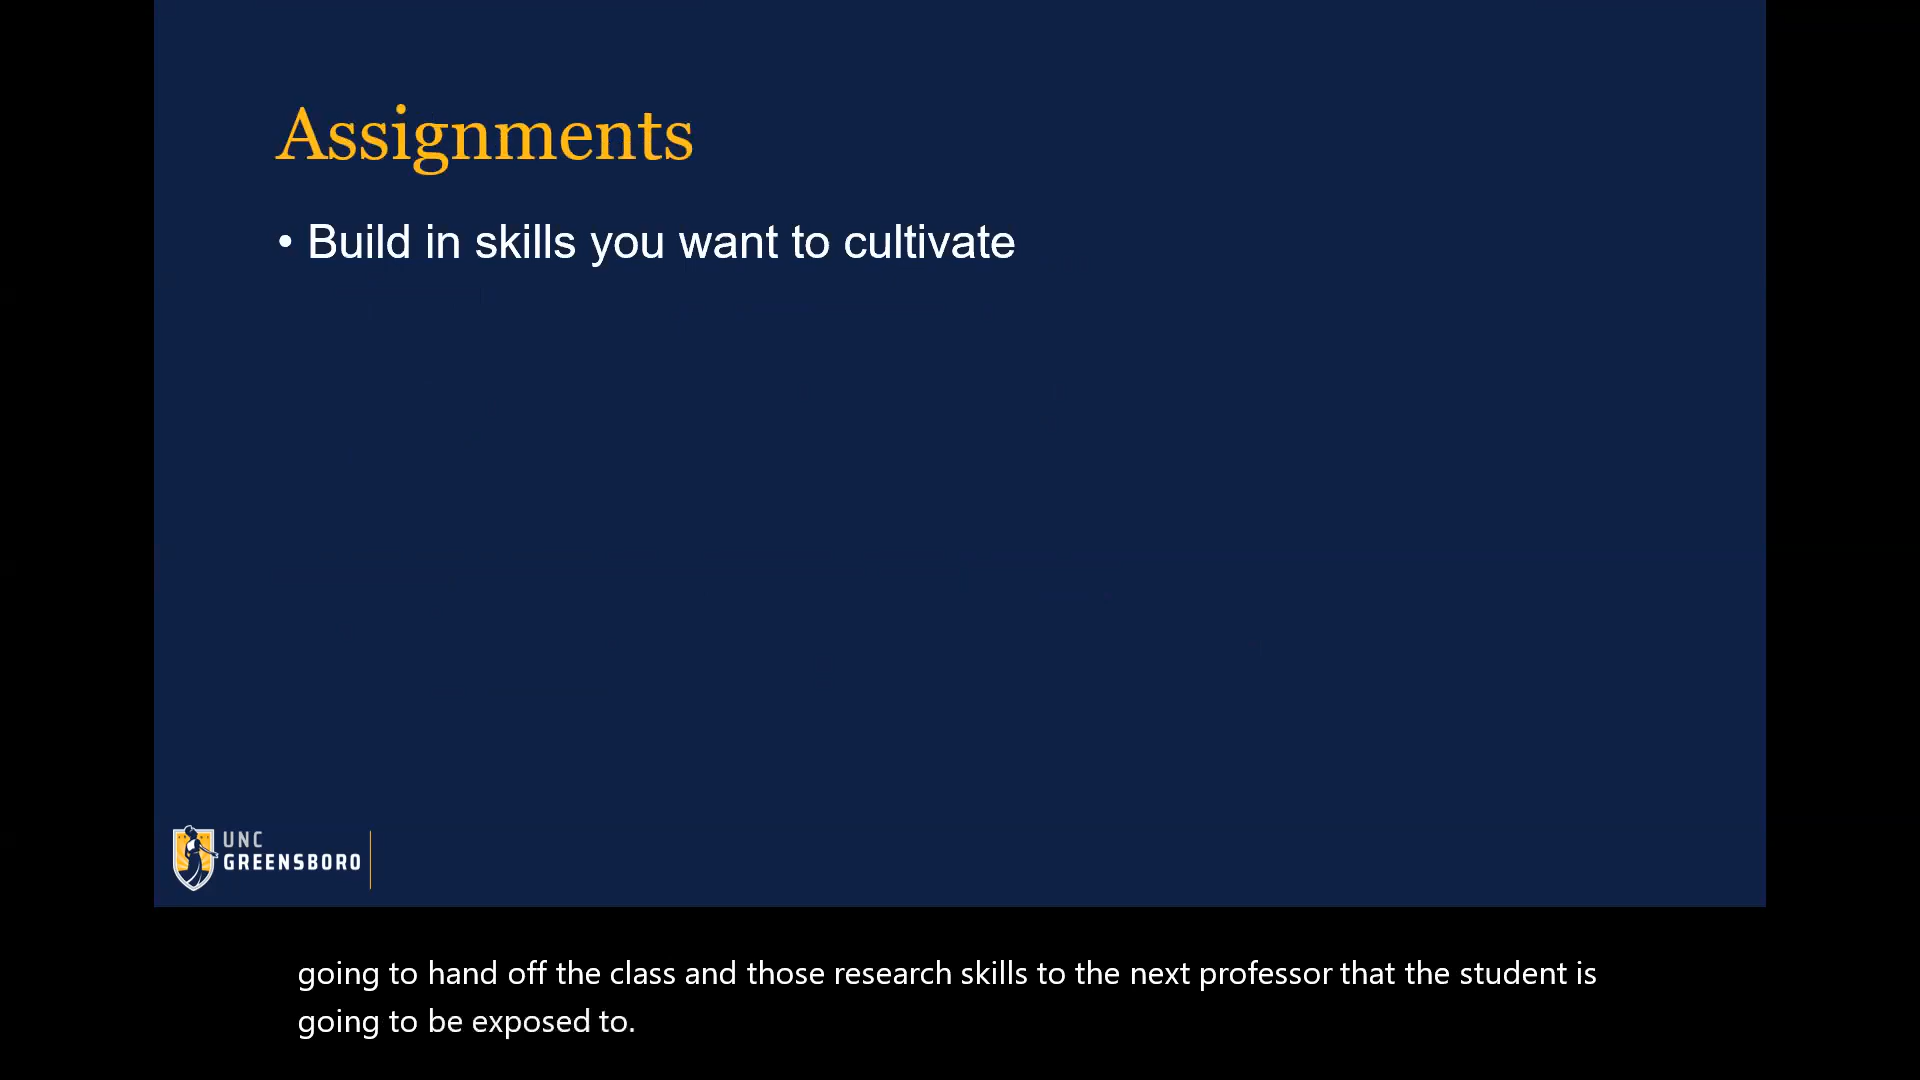 Assignments
• Build in skills you want to cultivate
UNC
GREENSBORO
going to hand off the class and those research skills to the next professor that the student is
going to be exposed to.